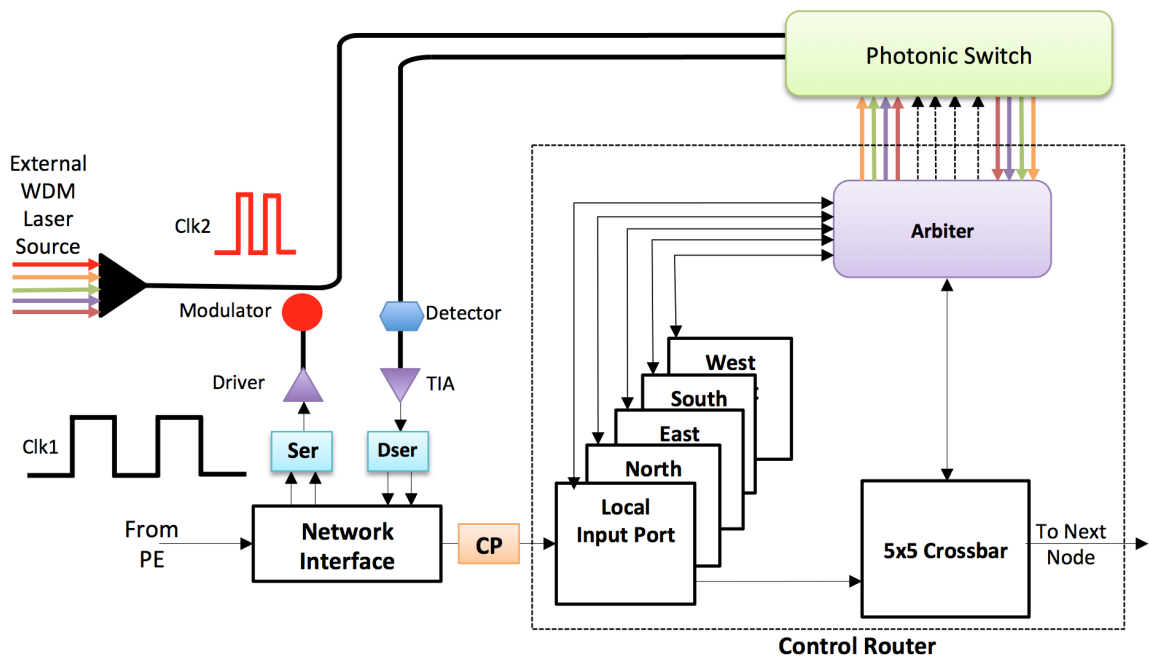 Photonic Switch
External
WDM
Laser
Source
Clk2
Arbiter
Modulator
Detector
Driver
TIA
West
South
East
North
Local
Input Port
Clk1
Ser
Dser
From
PE
Network
Interface
CP
5x5 Crossbar
To Next
Node
Control Router